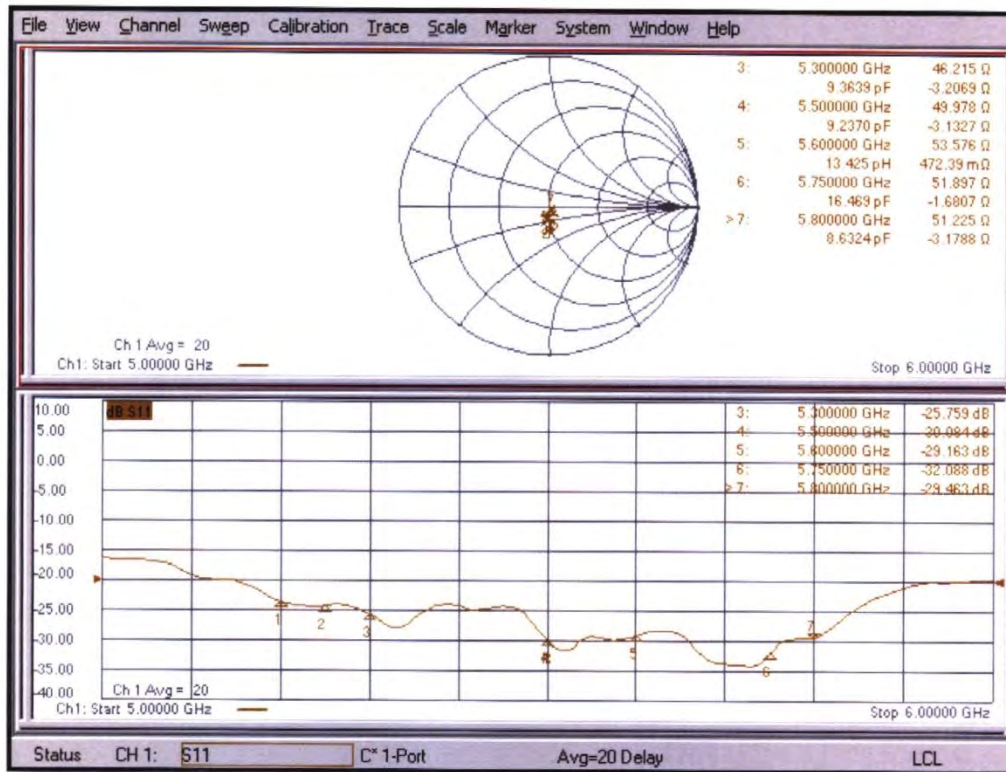 File View Channel Sweep Calibration Trace Scale Marker System Window Help
3: 5.300000 GHz 46.215 Ω
9.3639 pF -3.2069 Ω
4: 5.500000 GHz 49.978 Ω
9.2370 pF -3.1327 Ω
5: 5.600000 GHz 53.576 Ω
13.425 pH 472.39 mΩ
6: 5.750000 GHz 51.897 Ω
16.469 pF -1.6807 Ω
>7: 5.800000 GHz 51.225 Ω
8.6324 pF -3.1788 Ω
Ch 1 Avg = 20
Ch1: Start 5.00000 GHz Stop 6.00000 GHz
10.00 dB S11
5.00
0.00
-5.00
-10.00
-15.00
-20.00
-25.00
-30.00
-35.00
-40.00
3: 5.300000 GHz -25.759 dB
4: 5.500000 GHz -30.084 dB
5: 5.600000 GHz -29.163 dB
6: 5.750000 GHz -32.088 dB
>7: 5.800000 GHz -29.463 dB
1 2 3 5 6 7
Ch 1 Avg = 20
Ch1: Start 5.00000 GHz Stop 6.00000 GHz
Status CH 1: S11 C* 1-Port Avg=20 Delay LCL